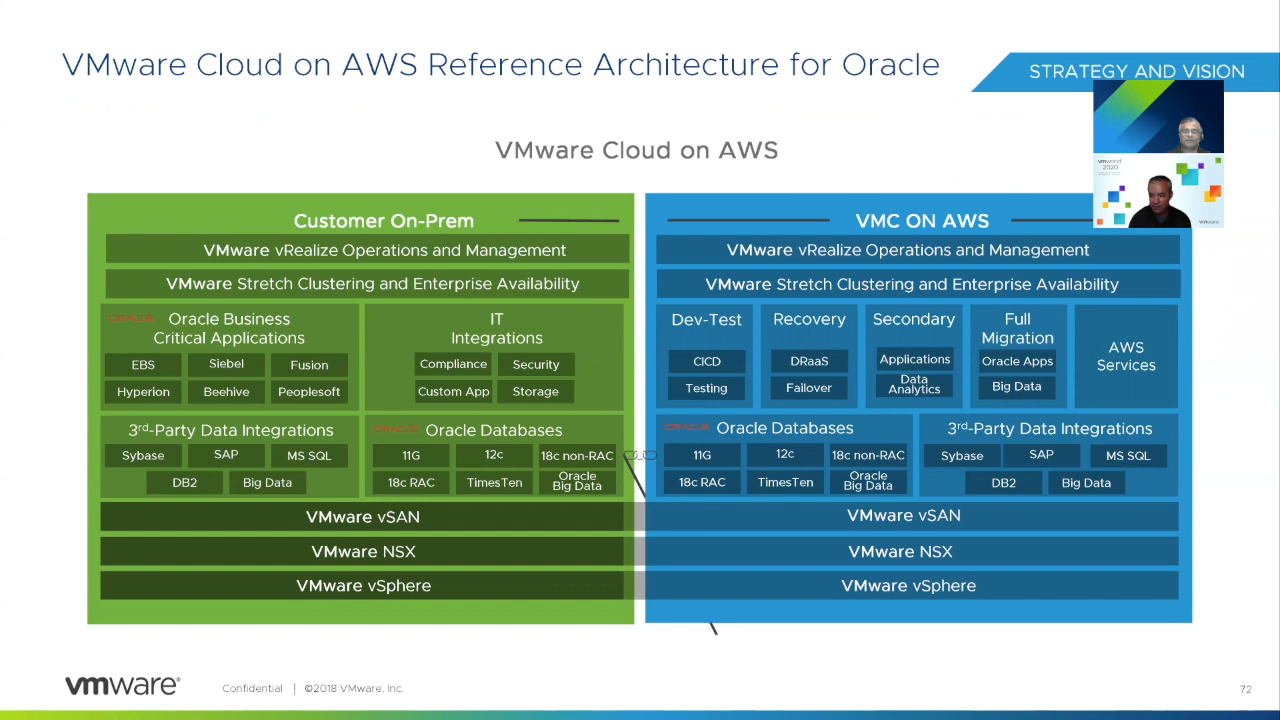 VMware Cloud on AWS Reference Architecture for Oracle
STRATEGY AND VISION
VMware Cloud on AWS
vmworld
2020
vmware
Customer On-Prem
VMware vRealize Operations and Management
VMware Stretch Clustering and Enterprise Availability
ORACLE
Oracle Business
Critical Applications
EBS
Siebel
Fusion
Hyperion
Beehive
Peoplesoft
IT
Integrations
Compliance
Security
Custom App
Storage
3rd-Party Data Integrations
Sybase
SAP
MS SQL
DB2
Big Data
ORACLE
Oracle Databases
11G
12c
18c non-RAC
18c RAC
TimesTen
Oracle
Big Data
VMware vSAN
VMware NSX
VMware vSphere
VMC ON AWS
VMware vRealize Operations and Management
VMware Stretch Clustering and Enterprise Availability
Dev-Test
CICD
Testing
Recovery
DRaaS
Failover
Secondary
Applications
Data
Analytics
Full
Migration
Oracle Apps
Big Data
AWS
Services
ORACLE
Oracle Databases
11G
12c
18c non-RAC
18c RAC
TimesTen
Oracle
Big Data
3rd-Party Data Integrations
Sybase
SAP
MS SQL
DB2
Big Data
VMware vSAN
VMware NSX
VMware vSphere
vmware®
Confidential | ©2018 VMware, Inc.
72